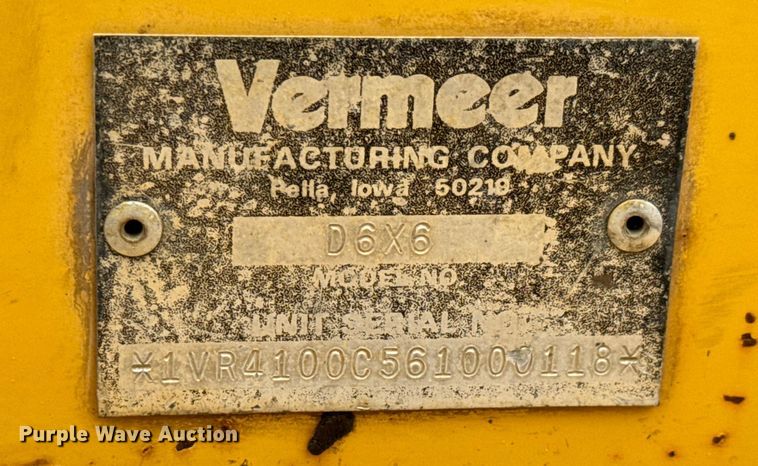 Vermeer
MANUFACTURING COMPANY
Pella, Iowa 50219
D6X6
MODEL NO
UNIT SERIAL NO.
*1VR4100C561000118*
Purple Wave Auction